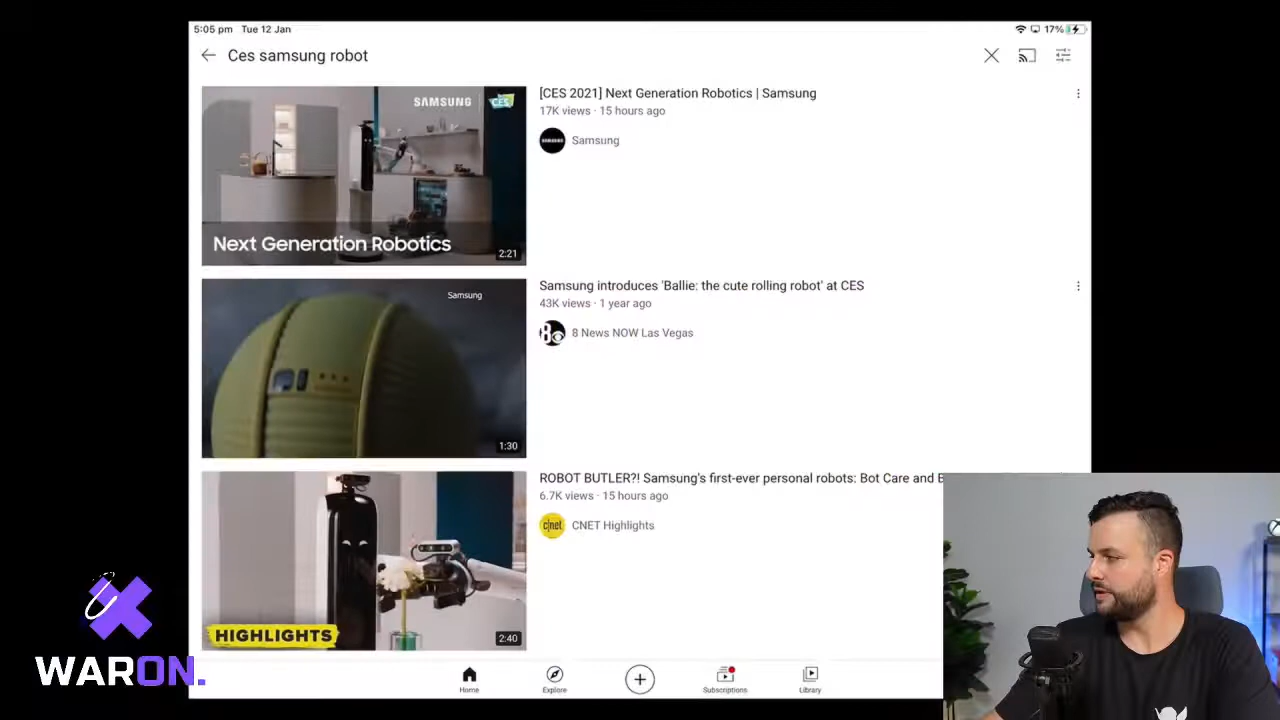 5:05 pm Tue 12 Jan
17%
Ces samsung robot
SAMSUNG CES
Next Generation Robotics
2:21
[CES 2021] Next Generation Robotics | Samsung
17K views · 15 hours ago
SAMSUNG
Samsung
Samsung
1:30
Samsung introduces 'Ballie: the cute rolling robot' at CES
43K views · 1 year ago
8
8 News NOW Las Vegas
HIGHLIGHTS
2:40
ROBOT BUTLER?! Samsung's first-ever personal robots: Bot Care and
6.7K views · 15 hours ago
c|net
CNET Highlights
Home
Explore
Subscriptions
Library
WARON.